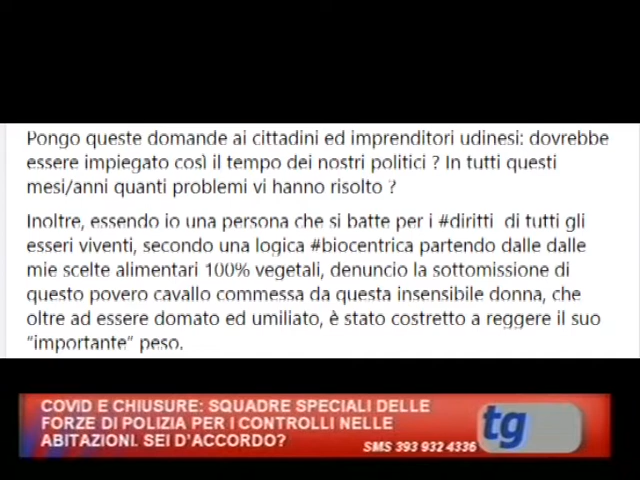 Pongo queste domande ai cittadini ed imprenditori udinesi: dovrebbe
essere impiegato così il tempo dei nostri politici ? In tutti questi
mesi/anni quanti problemi vi hanno risolto ?
Inoltre, essendo io una persona che si batte per i #diritti di tutti gli
esseri viventi, secondo una logica #biocentrica partendo dalle dalle
mie scelte alimentari 100% vegetali, denuncio la sottomissione di
questo povero cavallo commessa da questa insensibile donna, che
oltre ad essere domato ed umiliato, è stato costretto a reggere il suo
“importante” peso.
COVID E CHIUSURE: SQUADRE SPECIALI DELLE
FORZE DI POLIZIA PER I CONTROLLI NELLE
ABITAZIONI. SEI D'ACCORDO?
SMS 393 932 4336
tg